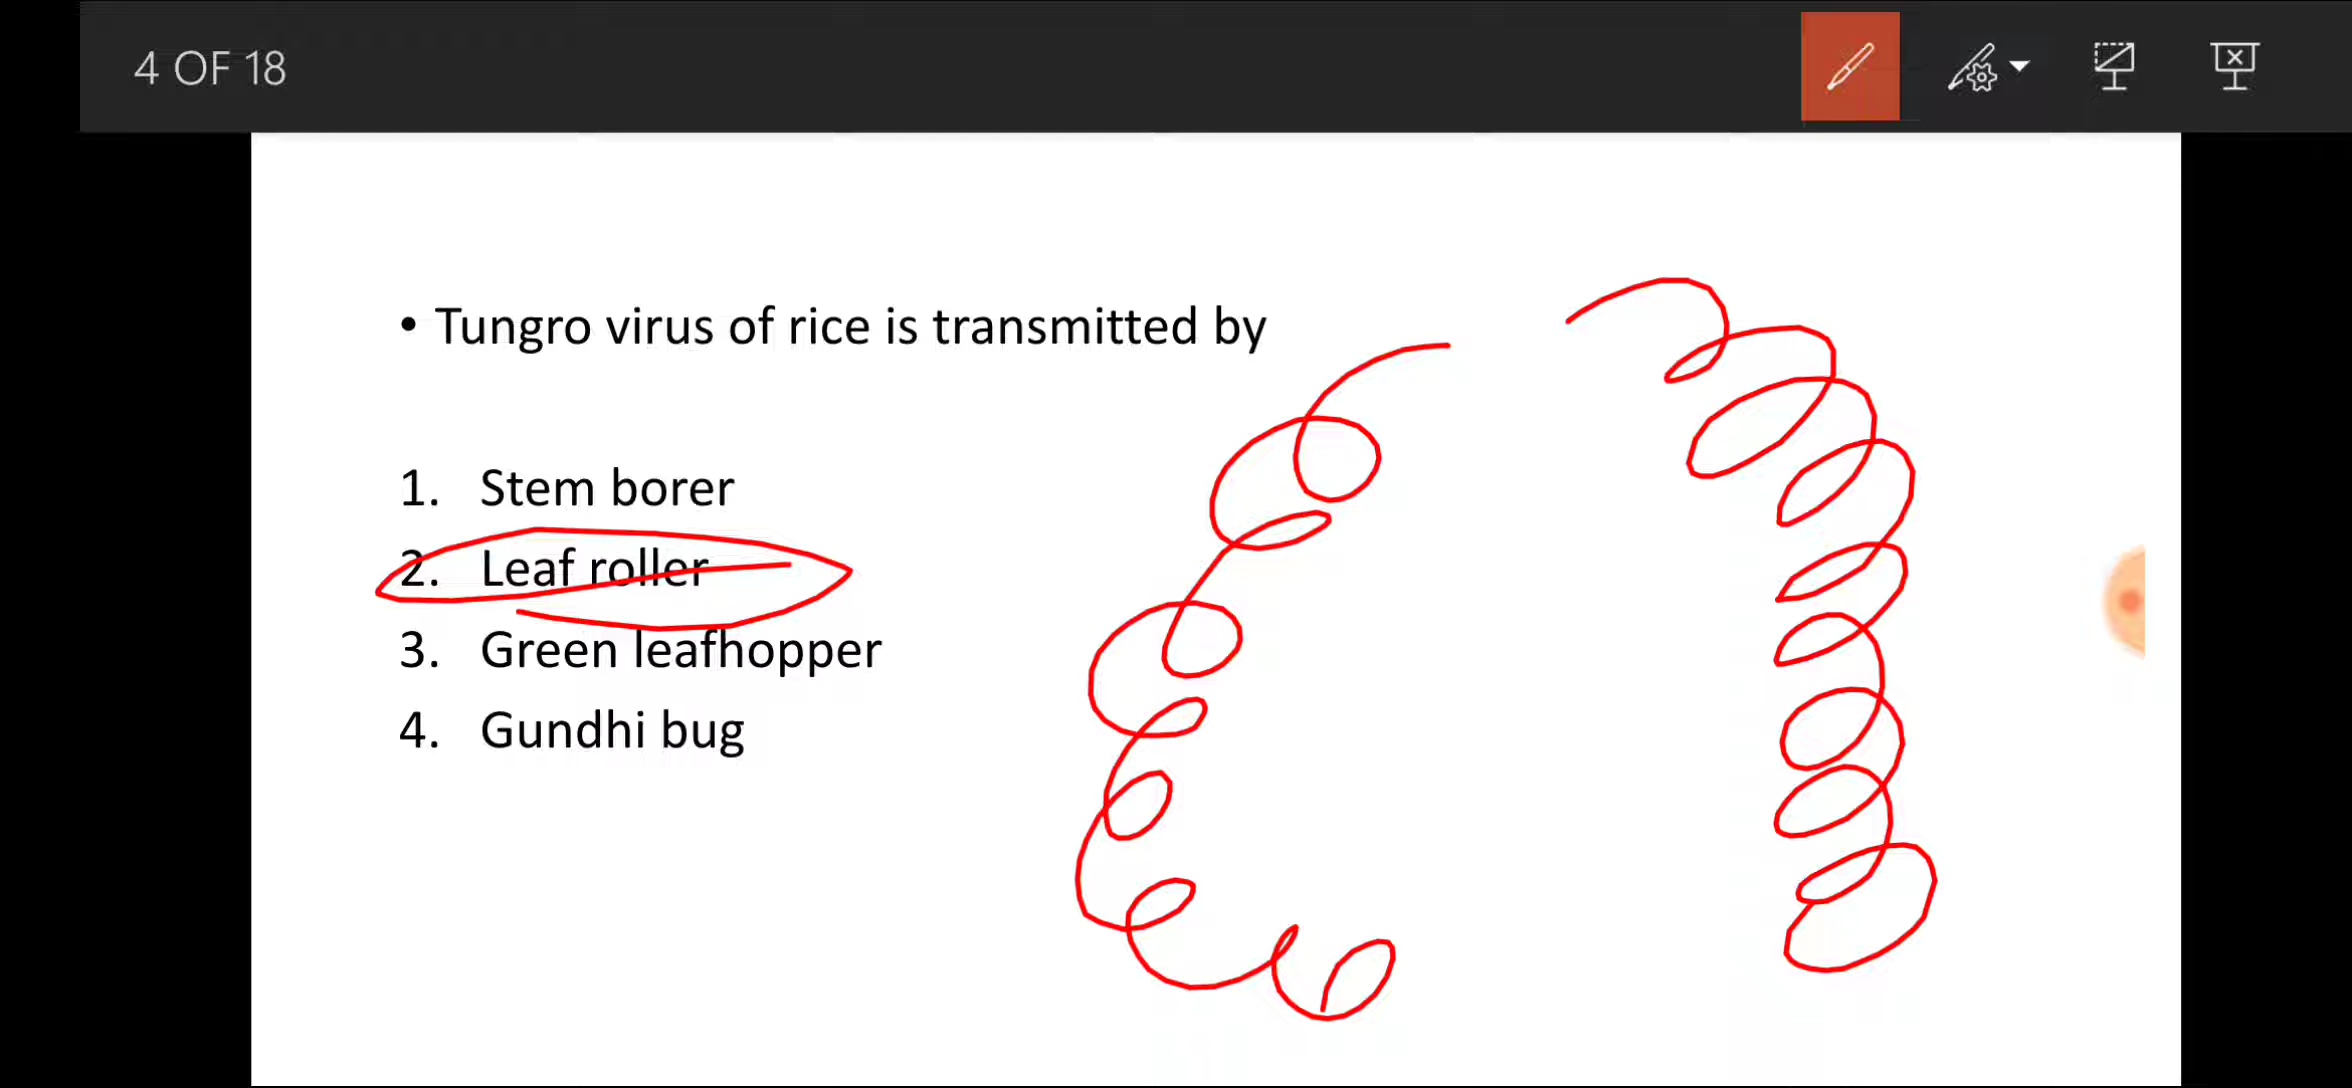 4 OF 18
• Tungro virus of rice is transmitted by
1. Stem borer
2. Leaf roller
3. Green leafhopper
4. Gundhi bug